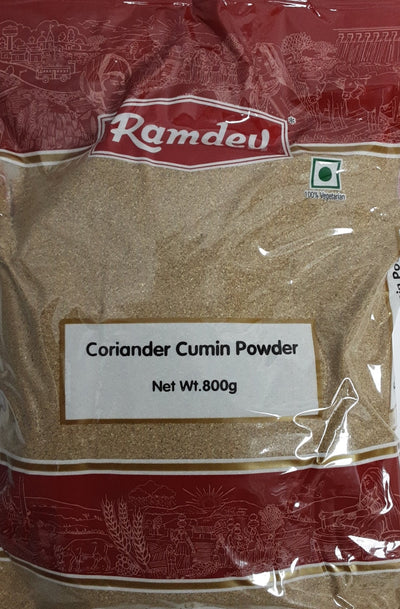 Ramdev
100% Vegetarian
Coriander Cumin Powder
Net Wt.800g